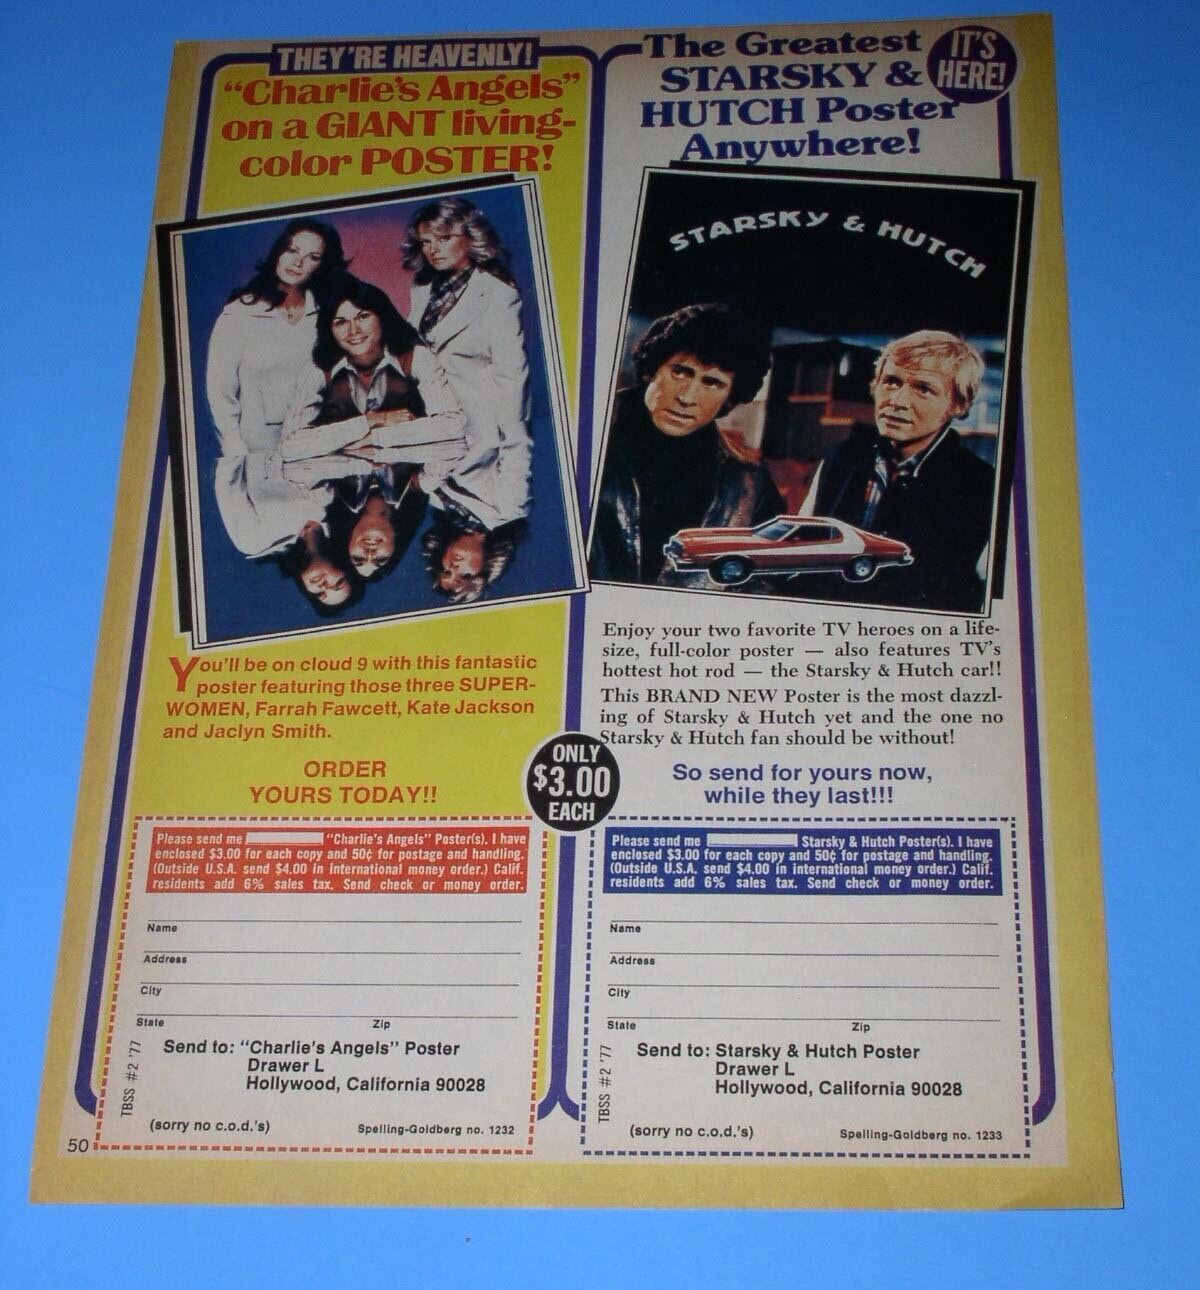 THEY'RE HEAVENLY!
"Charlie's Angels"
on a GIANT living-
color POSTER!
You'll be on cloud 9 with this fantastic
poster featuring those three SUPER-
WOMEN, Farrah Fawcett, Kate Jackson
and Jaclyn Smith.
ORDER
YOURS TODAY!!
Please send me "Charlie's Angels" Poster(s). I have
enclosed $3.00 for each copy and 50¢ for postage and handling.
(Outside U.S.A. send $4.00 in international money order.) Calif.
residents add 6% sales tax. Send check or money order.
Name
Address
City
State Zip
Send to: "Charlie's Angels" Poster
Drawer L
Hollywood, California 90028
TBSS #2 '77
(sorry no c.o.d.'s) Spelling-Goldberg no. 1232
50
ONLY
$3.00
EACH
The Greatest
STARSKY &
HUTCH Poster
Anywhere!
IT'S
HERE!
STARSKY & HUTCH
Enjoy your two favorite TV heroes on a life-
size, full-color poster — also features TV's
hottest hot rod — the Starsky & Hutch car!!
This BRAND NEW Poster is the most dazzl-
ing of Starsky & Hutch yet and the one no
Starsky & Hutch fan should be without!
So send for yours now,
while they last!!!
Please send me Starsky & Hutch Poster(s). I have
enclosed $3.00 for each copy and 50¢ for postage and handling.
(Outside U.S.A. send $4.00 in international money order.) Calif.
residents add 6% sales tax. Send check or money order.
Name
Address
City
State Zip
Send to: Starsky & Hutch Poster
Drawer L
Hollywood, California 90028
TBSS #2 '77
(sorry no c.o.d.'s) Spelling-Goldberg no. 1233